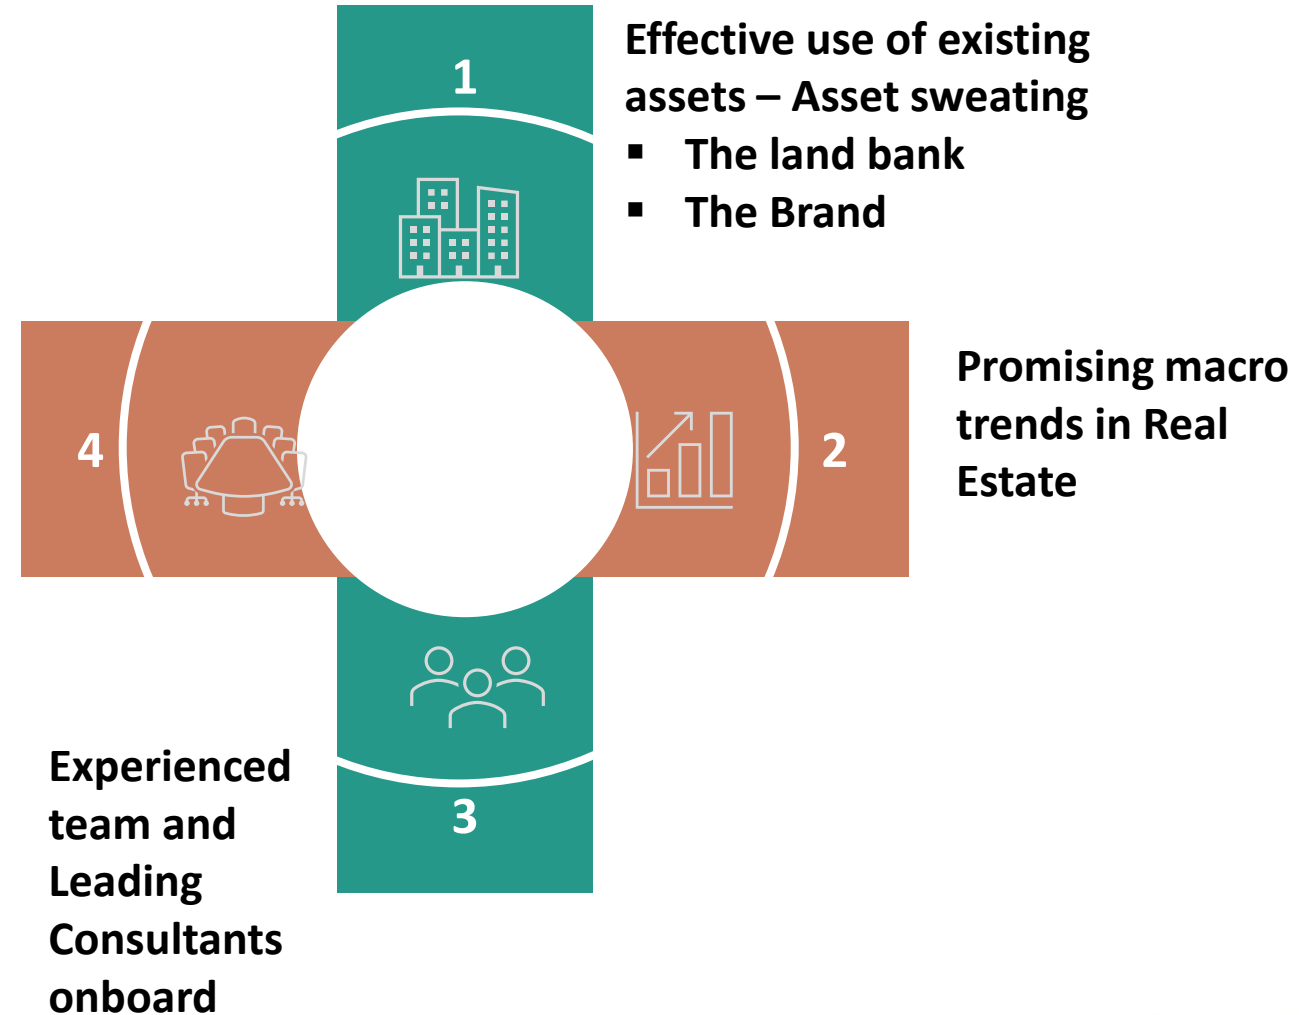 1
Effective use of existing
assets – Asset sweating
▪ The land bank
▪ The Brand
2
Promising macro
trends in Real
Estate
3
Experienced
team and
Leading
Consultants
onboard
4